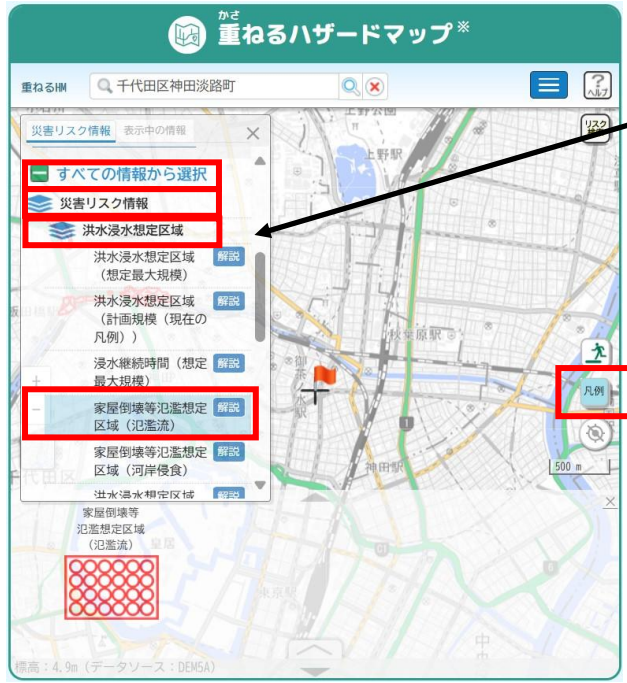 かさ
重ねるハザードマップ※
重ねるHM
千代田区神田淡路町
ヘルプ
災害リスク情報 表示中の情報
すべての情報から選択
災害リスク情報
洪水浸水想定区域
洪水浸水想定区域 解説
(想定最大規模)
洪水浸水想定区域 解説
(計画規模(現在の
凡例))
浸水継続時間(想定 解説
最大規模)
家屋倒壊等氾濫想定 解説
区域(氾濫流)
家屋倒壊等氾濫想定 解説
区域(河岸侵食)
洪水浸水想定区域 解説
上野公園
上野駅
リスク
秋葉原駅
御茶ノ水駅
凡例
神田駅
500 m
千代田区
家屋倒壊等
氾濫想定区域
(氾濫流)
皇居
東京駅
中
標高：4.9m (データソース：DEM5A)